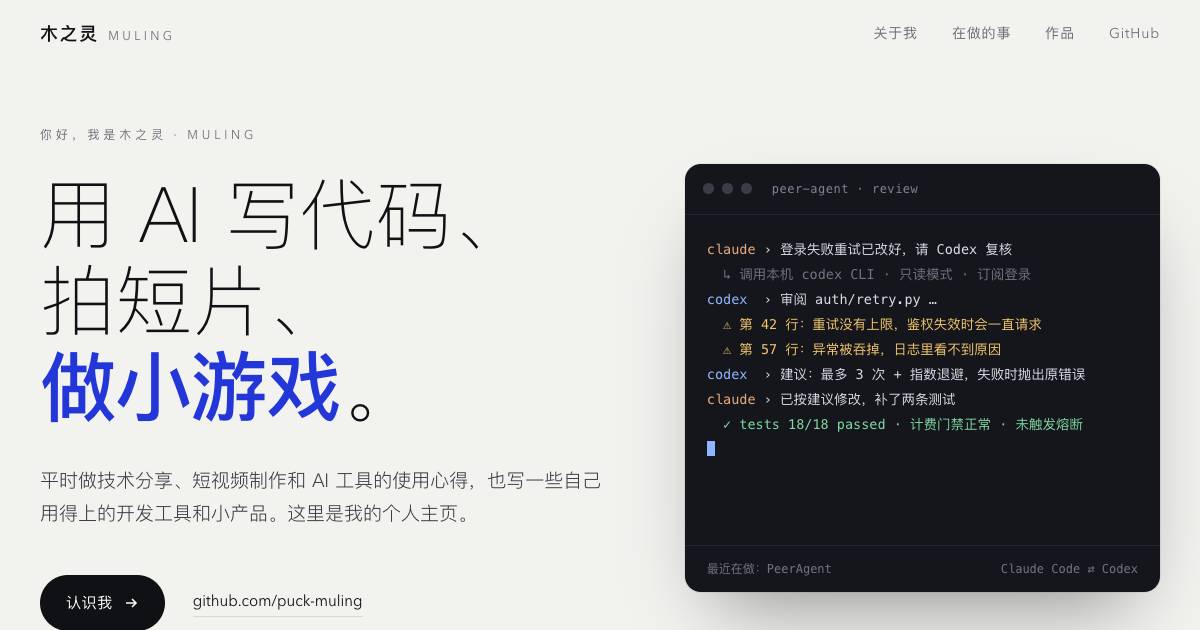 木之灵 MULING
关于我 在做的事 作品 GitHub
你好，我是木之灵 · MULING
用 AI 写代码、
拍短片、
做小游戏。
平时做技术分享、短视频制作和 AI 工具的使用心得，也写一些自己
用得上的开发工具和小产品。这里是我的个人主页。
认识我 →
github.com/puck-muling
peer-agent · review
claude › 登录失败重试已改好，请 Codex 复核
↳ 调用本机 codex CLI · 只读模式 · 订阅登录
codex › 审阅 auth/retry.py …
⚠ 第 42 行：重试没有上限，鉴权失效时会一直请求
⚠ 第 57 行：异常被吞掉，日志里看不到原因
codex › 建议：最多 3 次 + 指数退避，失败时抛出原错误
claude › 已按建议修改，补了两条测试
✓ tests 18/18 passed · 计费门禁正常 · 未触发熔断
最近在做：PeerAgent
Claude Code ⇄ Codex